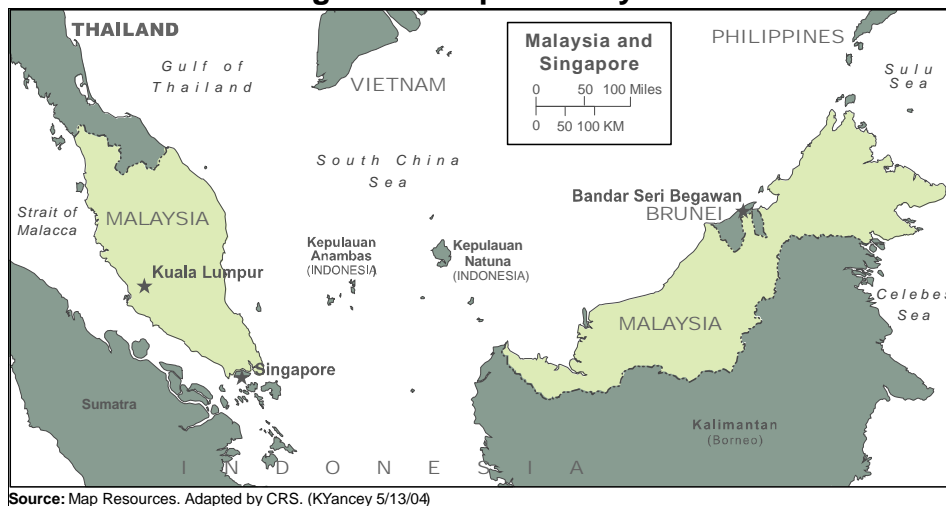 THAILAND
Gulf of
Thailand
VIETNAM
Malaysia and
Singapore
0 50 100 Miles
0 50 100 KM
PHILIPPINES
Sulu
Sea
South China
Sea
Strait of
Malacca
MALAYSIA
Kuala Lumpur
Kepulauan
Anambas
(INDONESIA)
Kepulauan
Natuna
(INDONESIA)
Bandar Seri Begawan
BRUNEI
Celebes
Sea
MALAYSIA
Singapore
Sumatra
Kalimantan
(Borneo)
INDONESIA
Source: Map Resources. Adapted by CRS. (KYancey 5/13/04)